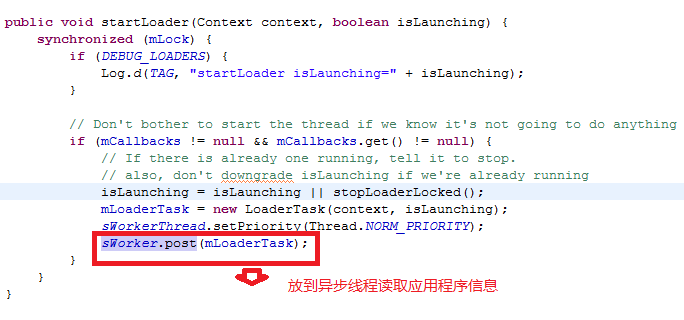 public void startLoader(Context context, boolean isLaunching) {
synchronized (mLock) {
if (DEBUG_LOADERS) {
Log.d(TAG, "startLoader isLaunching=" + isLaunching);
}
// Don't bother to start the thread if we know it's not going to do anything
if (mCallbacks != null && mCallbacks.get() != null) {
// If there is already one running, tell it to stop.
// also, don't downgrade isLaunching if we're already running
isLaunching = isLaunching || stopLoaderLocked();
mLoaderTask = new LoaderTask(context, isLaunching);
sWorkerThread.setPriority(Thread.NORM_PRIORITY);
sWorker.post(mLoaderTask);
}
}
}
放到异步线程读取应用程序信息